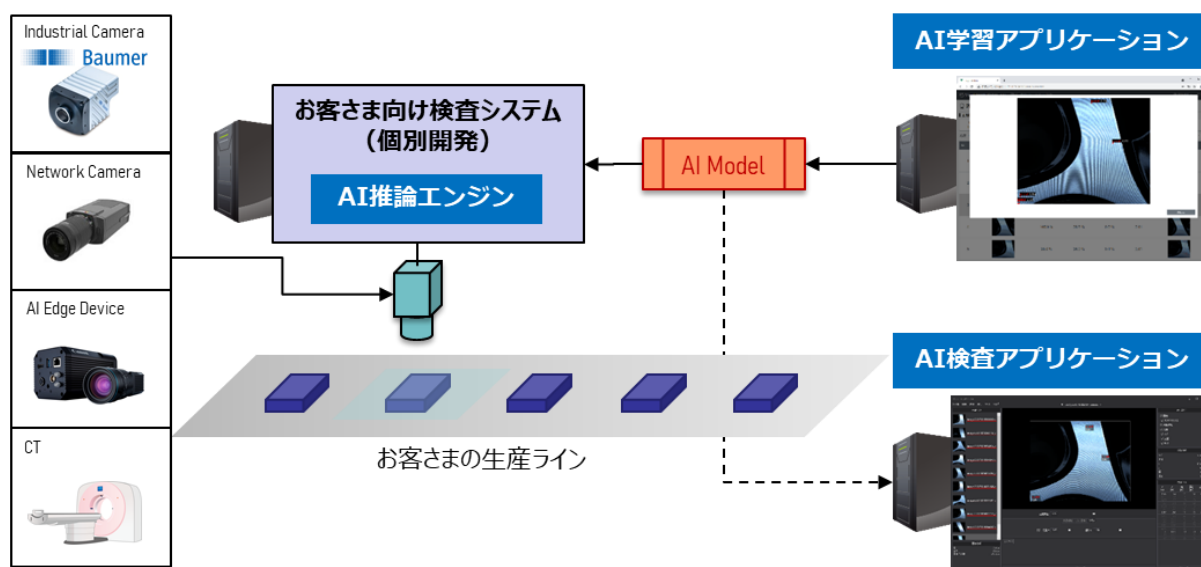 Industrial Camera
Baumer
Network Camera
AI Edge Device
CT
お客さま向け検査システム
(個別開発)
AI推論エンジン
AI Model
AI学習アプリケーション
お客さまの生産ライン
AI検査アプリケーション